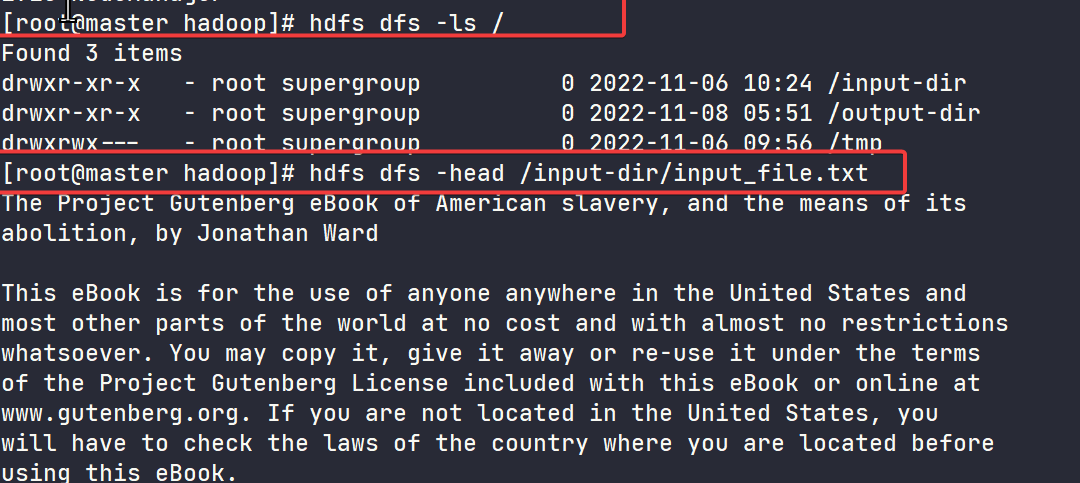 [root@master hadoop]# hdfs dfs -ls /
Found 3 items
drwxr-xr-x   - root supergroup          0 2022-11-06 10:24 /input-dir
drwxr-xr-x   - root supergroup          0 2022-11-08 05:51 /output-dir
drwxrwx---   - root supergroup          0 2022-11-06 09:56 /tmp
[root@master hadoop]# hdfs dfs -head /input-dir/input_file.txt
The Project Gutenberg eBook of American slavery, and the means of its
abolition, by Jonathan Ward
This eBook is for the use of anyone anywhere in the United States and
most other parts of the world at no cost and with almost no restrictions
whatsoever. You may copy it, give it away or re-use it under the terms
of the Project Gutenberg License included with this eBook or online at
www.gutenberg.org. If you are not located in the United States, you
will have to check the laws of the country where you are located before
using this eBook.